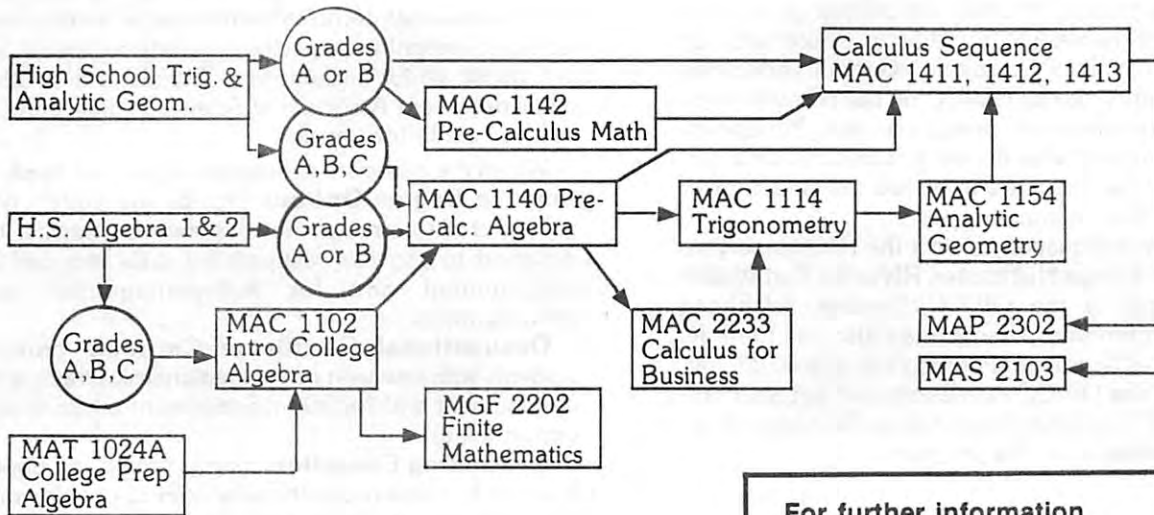 Grades
A or B
High School Trig. &
Analytic Geom.
MAC 1142
Pre-Calculus Math
Calculus Sequence
MAC 1411, 1412, 1413
Grades
A,B,C
H.S. Algebra 1 & 2
Grades
A or B
MAC 1140 Pre-
Calc. Algebra
MAC 1114
Trigonometry
MAC 1154
Analytic
Geometry
Grades
A,B,C
MAC 1102
Intro College
Algebra
MAC 2233
Calculus for
Business
MAP 2302
MAS 2103
MGF 2202
Finite
Mathematics
MAT 1024A
College Prep
Algebra
For further information